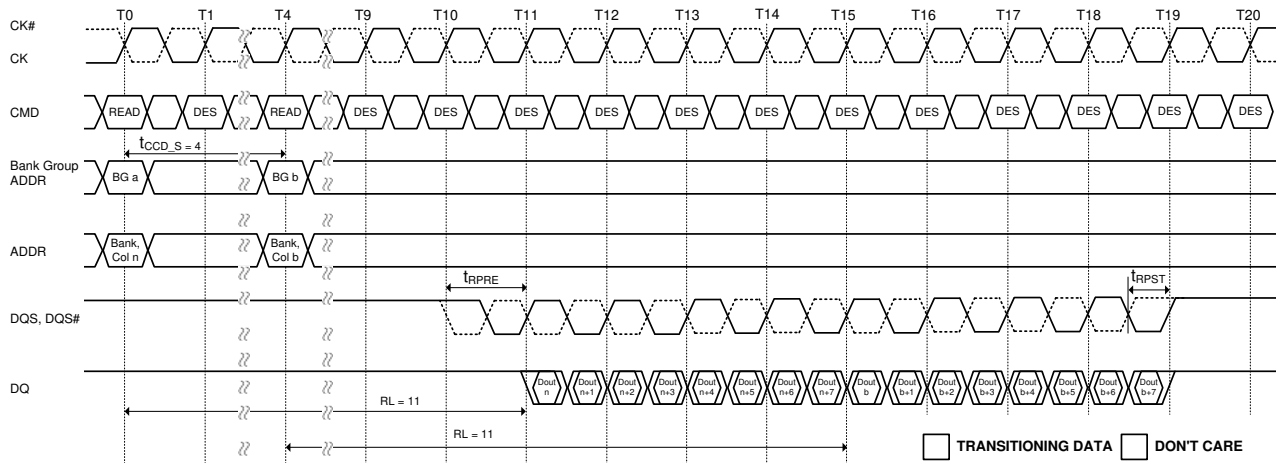 T0 T1 T4 T9 T10 T11 T12 T13 T14 T15 T16 T17 T18 T19 T20
CK#
CK
CMD READ DES READ DES DES DES DES DES DES DES DES DES DES DES DES
tCCD_S = 4
Bank Group
ADDR
BG a BG b
ADDR
Bank, Bank,
Col n Col b
tRPRE tRPST
DQS, DQS#
DQ
Dout Dout Dout Dout Dout Dout Dout Dout Dout Dout Dout Dout Dout Dout Dout Dout
n n+1 n+2 n+3 n+4 n+5 n+6 n+7 b b+1 b+2 b+3 b+4 b+5 b+6 b+7
RL = 11
RL = 11
TRANSITIONING DATA DON'T CARE